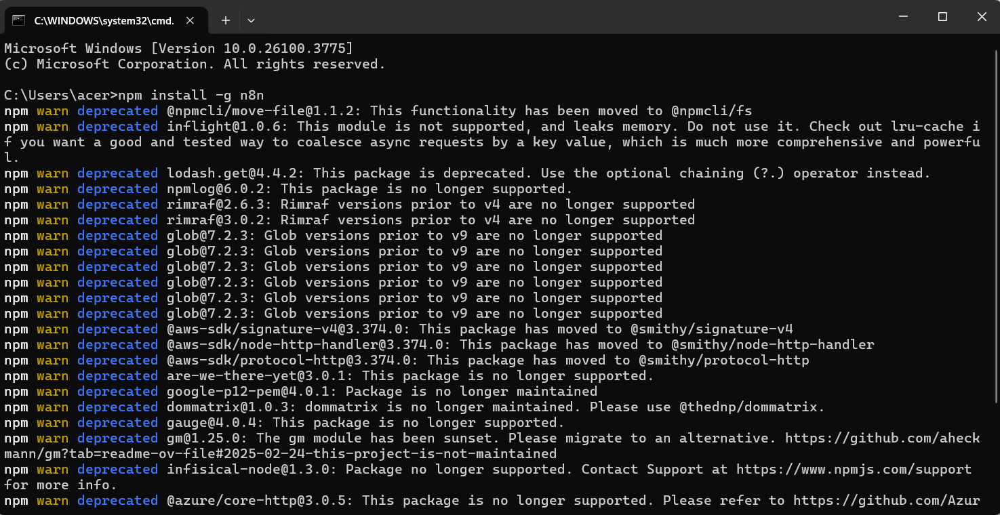 C:\WINDOWS\system32\cmd.
Microsoft Windows [Version 10.0.26100.3775]
(c) Microsoft Corporation. All rights reserved.
C:\Users\acer>npm install -g n8n
npm warn deprecated @npmcli/move-file@1.1.2: This functionality has been moved to @npmcli/fs
npm warn deprecated inflight@1.0.6: This module is not supported, and leaks memory. Do not use it. Check out lru-cache i
f you want a good and tested way to coalesce async requests by a key value, which is much more comprehensive and powerfu
l.
npm warn deprecated lodash.get@4.4.2: This package is deprecated. Use the optional chaining (?.) operator instead.
npm warn deprecated npmlog@6.0.2: This package is no longer supported.
npm warn deprecated rimraf@2.6.3: Rimraf versions prior to v4 are no longer supported
npm warn deprecated rimraf@3.0.2: Rimraf versions prior to v4 are no longer supported
npm warn deprecated glob@7.2.3: Glob versions prior to v9 are no longer supported
npm warn deprecated glob@7.2.3: Glob versions prior to v9 are no longer supported
npm warn deprecated glob@7.2.3: Glob versions prior to v9 are no longer supported
npm warn deprecated glob@7.2.3: Glob versions prior to v9 are no longer supported
npm warn deprecated glob@7.2.3: Glob versions prior to v9 are no longer supported
npm warn deprecated glob@7.2.3: Glob versions prior to v9 are no longer supported
npm warn deprecated @aws-sdk/signature-v4@3.374.0: This package has moved to @smithy/signature-v4
npm warn deprecated @aws-sdk/node-http-handler@3.374.0: This package has moved to @smithy/node-http-handler
npm warn deprecated @aws-sdk/protocol-http@3.374.0: This package has moved to @smithy/protocol-http
npm warn deprecated are-we-there-yet@3.0.1: This package is no longer supported.
npm warn deprecated google-p12-pem@4.0.1: Package is no longer maintained
npm warn deprecated dommatrix@1.0.3: dommatrix is no longer maintained. Please use @thednp/dommatrix.
npm warn deprecated gauge@4.0.4: This package is no longer supported.
npm warn deprecated gm@1.25.0: The gm module has been sunset. Please migrate to an alternative. https://github.com/aheck
mann/gm?tab=readme-ov-file#2025-02-24-this-project-is-not-maintained
npm warn deprecated infisical-node@1.3.0: Package no longer supported. Contact Support at https://www.npmjs.com/support
for more info.
npm warn deprecated @azure/core-http@3.0.5: This package is no longer supported. Please refer to https://github.com/Azur